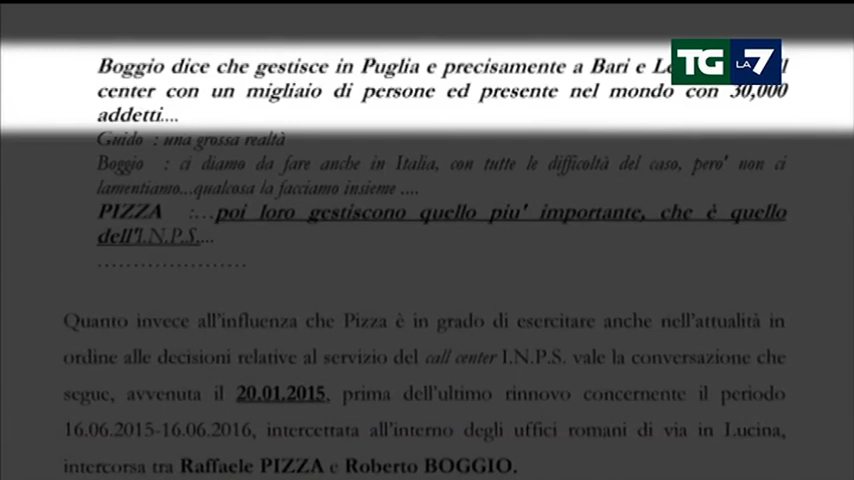 TG LA 7
Boggio dice che gestisce in Puglia e precisamente a Bari e
center con un migliaio di persone ed presente nel mondo con 30,000
addetti....
Guido : una grossa realtà
Boggio : ci diamo da fare anche in Italia, con tutte le difficoltà del caso, pero' non ci
lamentiamo...qualcosa la facciamo insieme ....
PIZZA :...poi loro gestiscono quello piu' importante, che è quello
dell'I.N.P.S....
.....................
Quanto invece all'influenza che Pizza è in grado di esercitare anche nell'attualità in
ordine alle decisioni relative al servizio del call center I.N.P.S. vale la conversazione che
segue, avvenuta il 20.01.2015, prima dell'ultimo rinnovo concernente il periodo
16.06.2015-16.06.2016, intercettata all'interno degli uffici romani di via in Lucina,
intercorsa tra Raffaele PIZZA e Roberto BOGGIO.